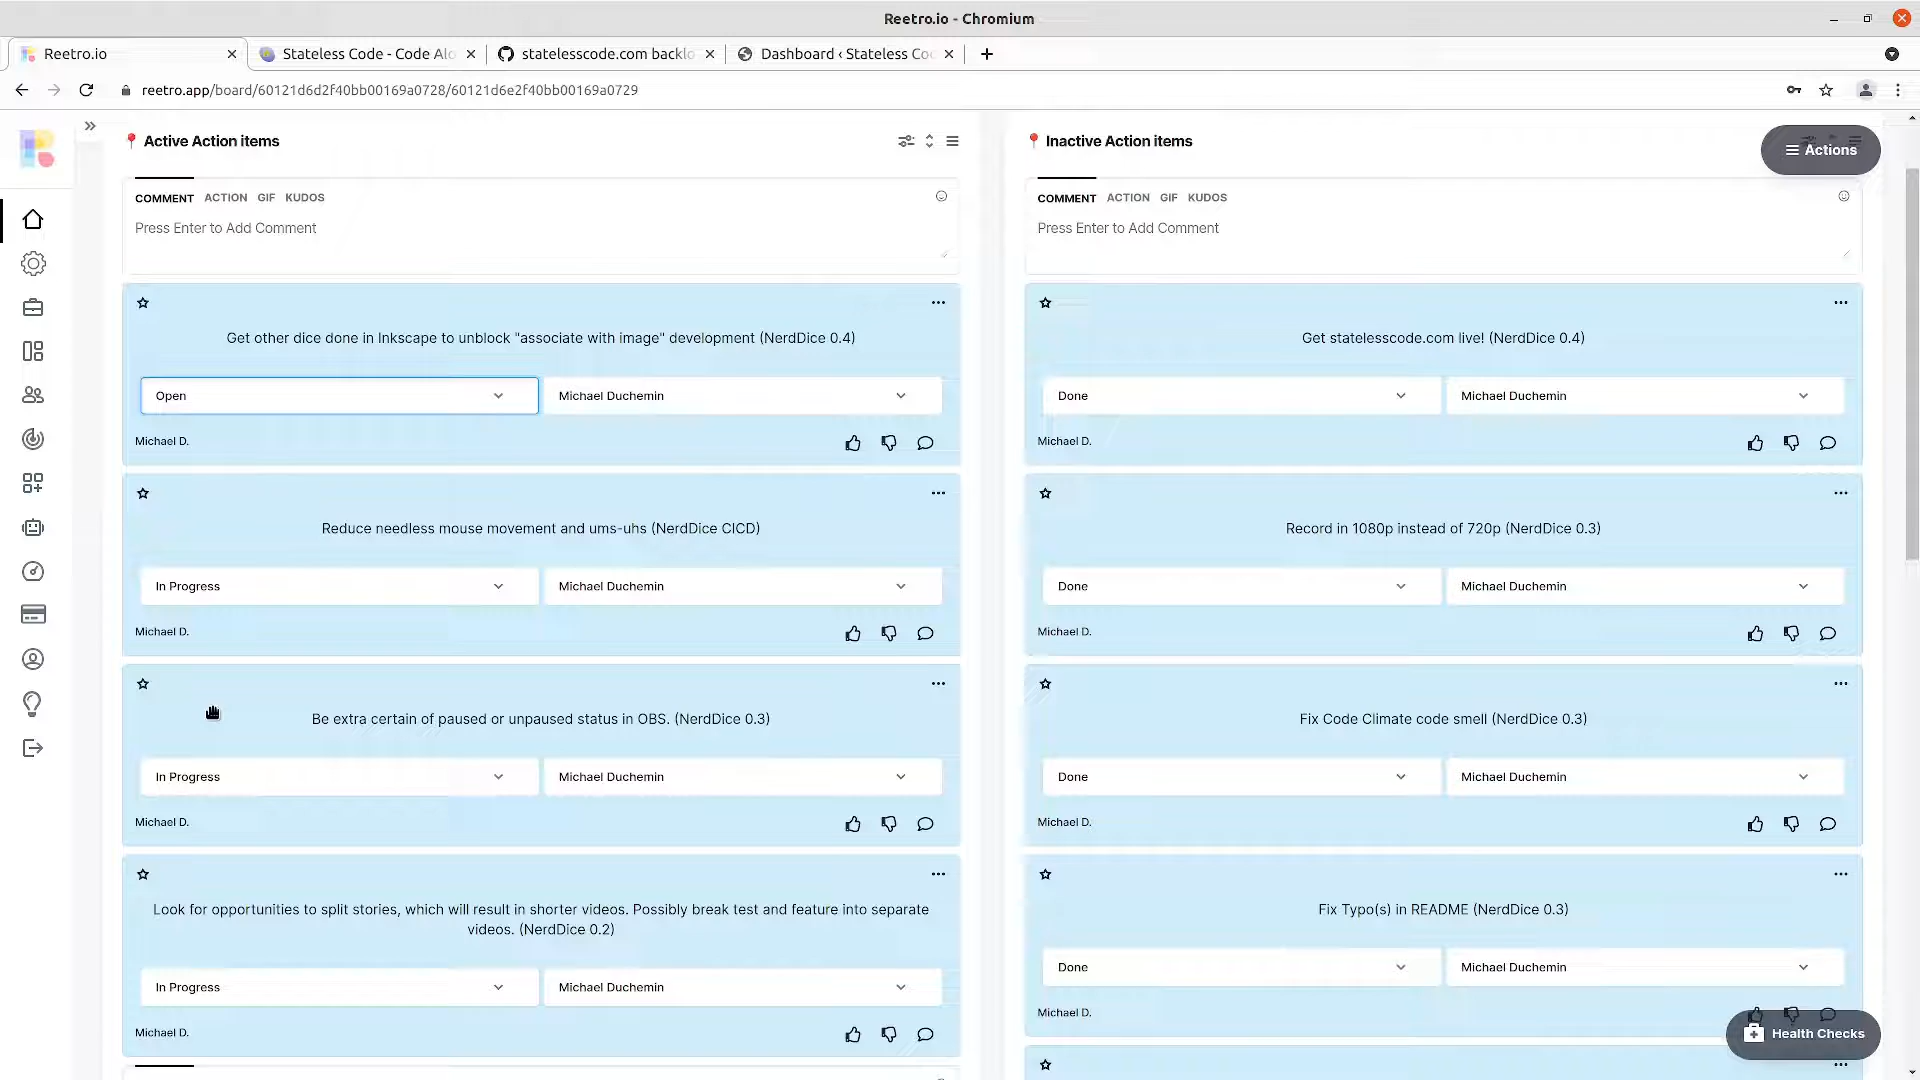 Reetro.io - Chromium
Reetro.io
Stateless Code - Code Alo
statelesscode.com backlo
Dashboard ‹ Stateless Co
reetro.app/board/60121d6d2f40bb00169a0728/60121d6e2f40bb00169a0729
Active Action items
Inactive Action items
Actions
COMMENT ACTION GIF KUDOS
COMMENT ACTION GIF KUDOS
Press Enter to Add Comment
Press Enter to Add Comment
Get other dice done in Inkscape to unblock "associate with image" development (NerdDice 0.4)
Open
Michael Duchemin
Michael D.
Get statelesscode.com live! (NerdDice 0.4)
Done
Michael Duchemin
Michael D.
Reduce needless mouse movement and ums-uhs (NerdDice CICD)
In Progress
Michael Duchemin
Michael D.
Record in 1080p instead of 720p (NerdDice 0.3)
Done
Michael Duchemin
Michael D.
Be extra certain of paused or unpaused status in OBS. (NerdDice 0.3)
In Progress
Michael Duchemin
Michael D.
Fix Code Climate code smell (NerdDice 0.3)
Done
Michael Duchemin
Michael D.
Look for opportunities to split stories, which will result in shorter videos. Possibly break test and feature into separate
videos. (NerdDice 0.2)
In Progress
Michael Duchemin
Michael D.
Fix Typo(s) in README (NerdDice 0.3)
Done
Michael Duchemin
Michael D.
Health Checks